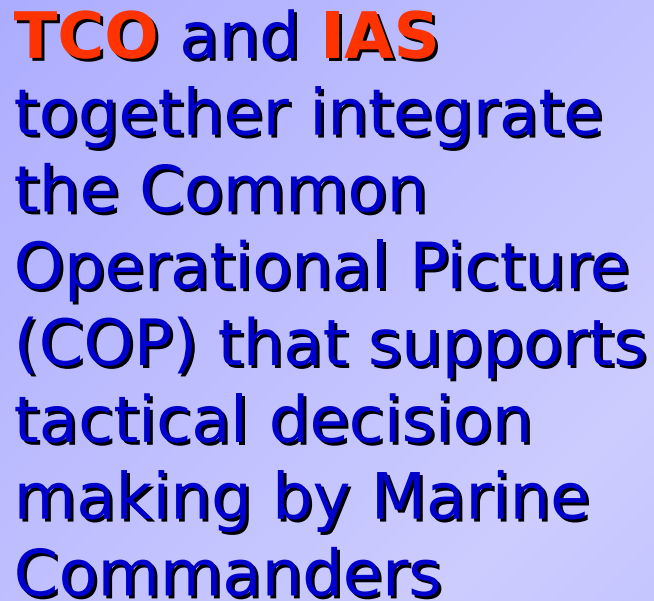 TCO and IAS
together integrate
the Common
Operational Picture
(COP) that supports
tactical decision
making by Marine
Commanders